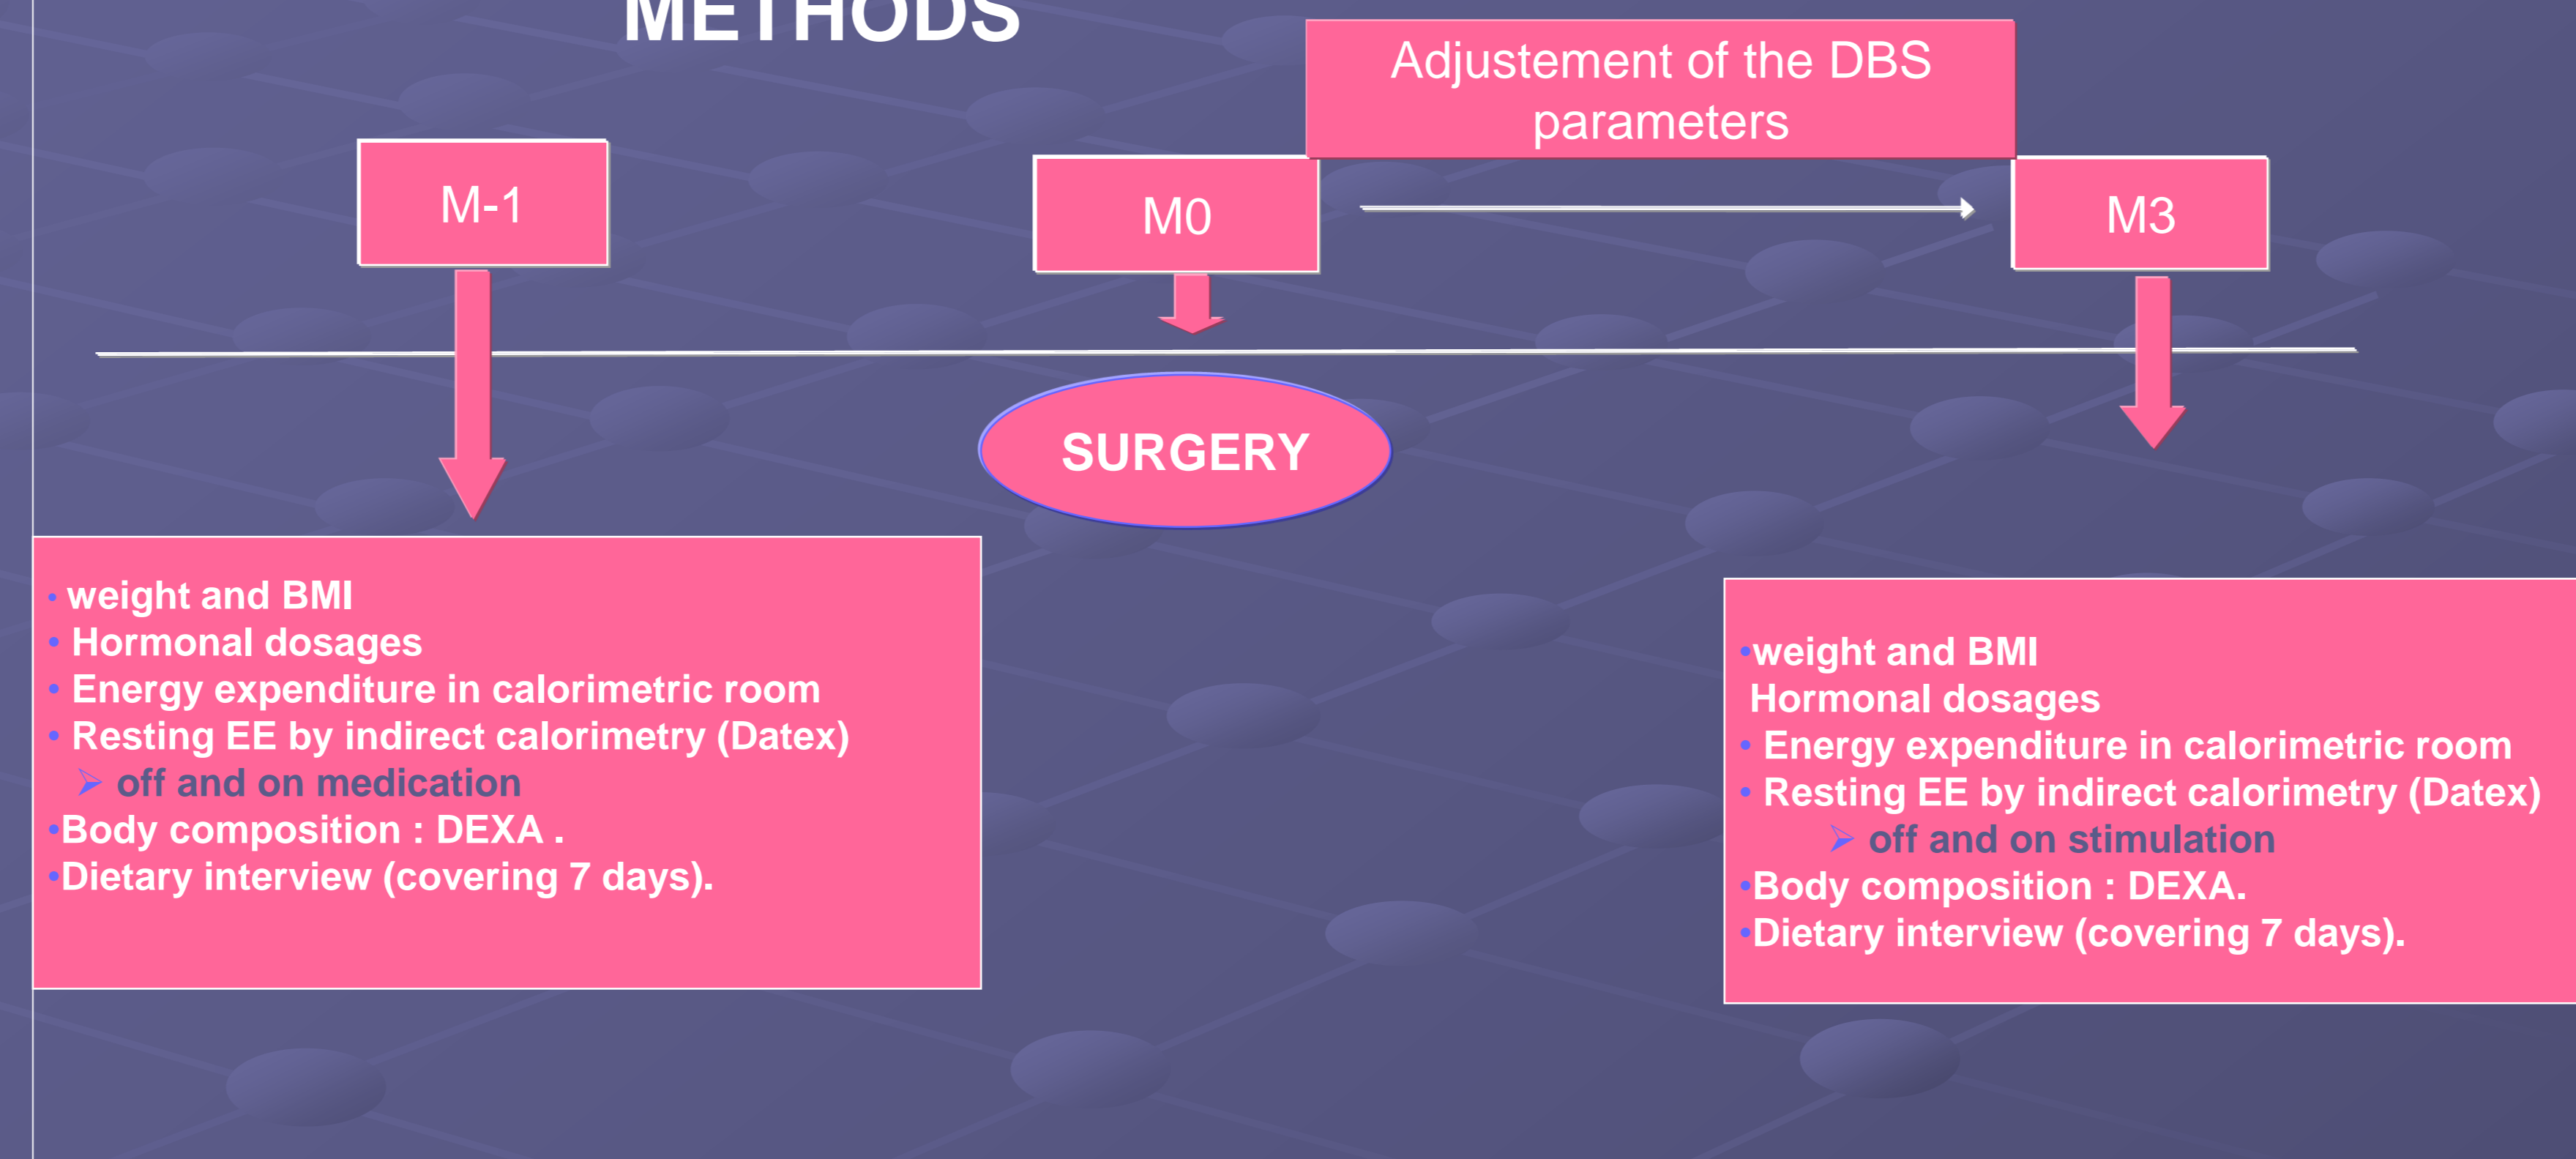 METHODS
Adjustement of the DBS
parameters
M-1
M0
M3
SURGERY
• weight and BMI
• Hormonal dosages
• Energy expenditure in calorimetric room
• Resting EE by indirect calorimetry (Datex)
➢ off and on medication
•Body composition : DEXA .
•Dietary interview (covering 7 days).
•weight and BMI
Hormonal dosages
• Energy expenditure in calorimetric room
• Resting EE by indirect calorimetry (Datex)
➢ off and on stimulation
•Body composition : DEXA.
•Dietary interview (covering 7 days).